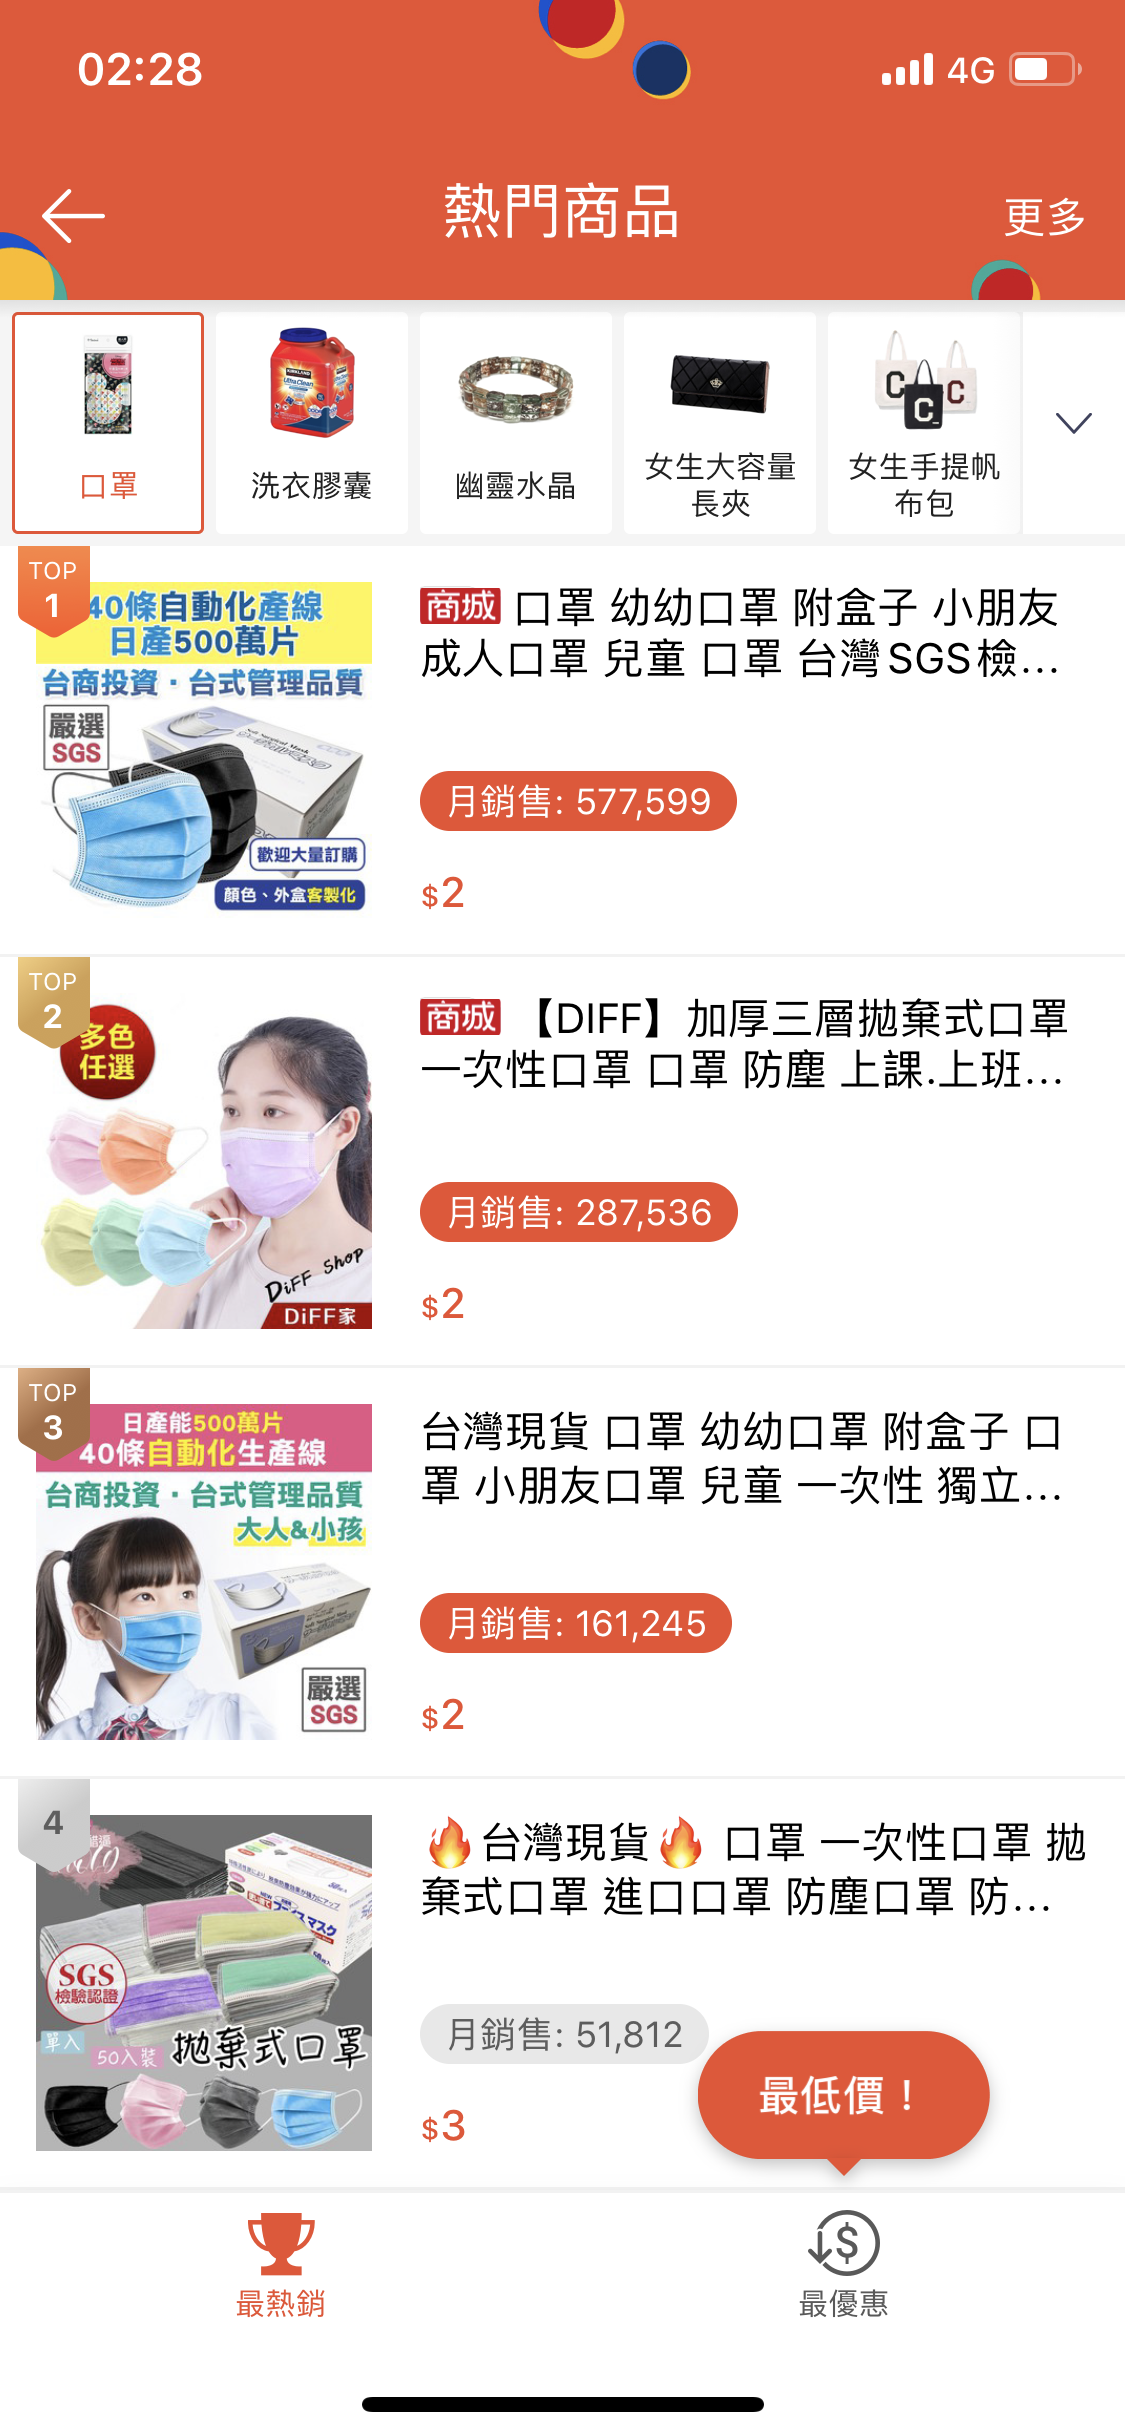 02:28
4G
熱門商品
更多
KIRKLAND
UltraClean
C
C
C
口罩
洗衣膠囊
幽靈水晶
女生大容量
長夾
女生手提帆
布包
TOP
1
40條自動化產線
日產500萬片
台商投資·台式管理品質
嚴選
SGS
Soft Surgical Mask
歡迎大量訂購
顏色、外盒客製化
商城 口罩 幼幼口罩 附盒子 小朋友
成人口罩 兒童 口罩 台灣SGS檢...
月銷售: 577,599
$2
TOP
2
多色
任選
DiFF Shop
DiFF家
商城 【DIFF】加厚三層拋棄式口罩
一次性口罩 口罩 防塵 上課.上班...
月銷售: 287,536
$2
TOP
3
日產能500萬片
40條自動化生產線
台商投資·台式管理品質
大人&小孩
嚴選
SGS
台灣現貨 口罩 幼幼口罩 附盒子 口
罩 小朋友口罩 兒童 一次性 獨立...
月銷售: 161,245
$2
4
SGS
檢驗認證
單入
50入裝
拋棄式口罩
🔥台灣現貨🔥 口罩 一次性口罩 拋
棄式口罩 進口口罩 防塵口罩 防...
月銷售: 51,812
$3
最低價！
最熱銷
$
最優惠